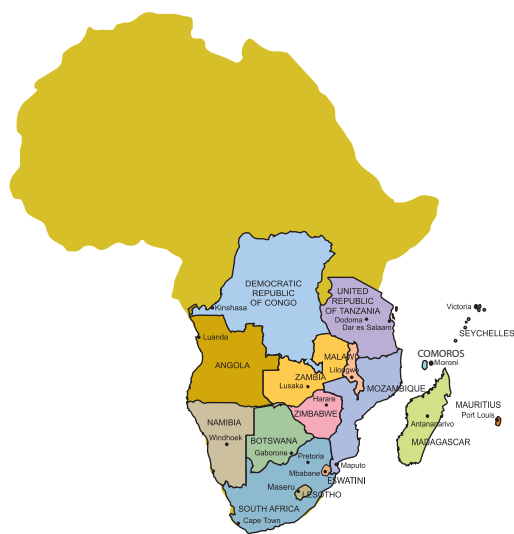 DEMOCRATIC
REPUBLIC
OF CONGO
Kinshasa
UNITED
REPUBLIC
OF TANZANIA
Dodoma
Dar es Salaam
Victoria
SEYCHELLES
Luanda
ANGOLA
MALAWI
Lilongwe
ZAMBIA
Lusaka
COMOROS
Moroni
MOZAMBIQUE
Harare
ZIMBABWE
MAURITIUS
Port Louis
NAMIBIA
Windhoek
BOTSWANA
Gaborone
Antananarivo
MADAGASCAR
Pretoria
Mbabane
Maputo
ESWATINI
Maseru
LESOTHO
SOUTH AFRICA
Cape Town